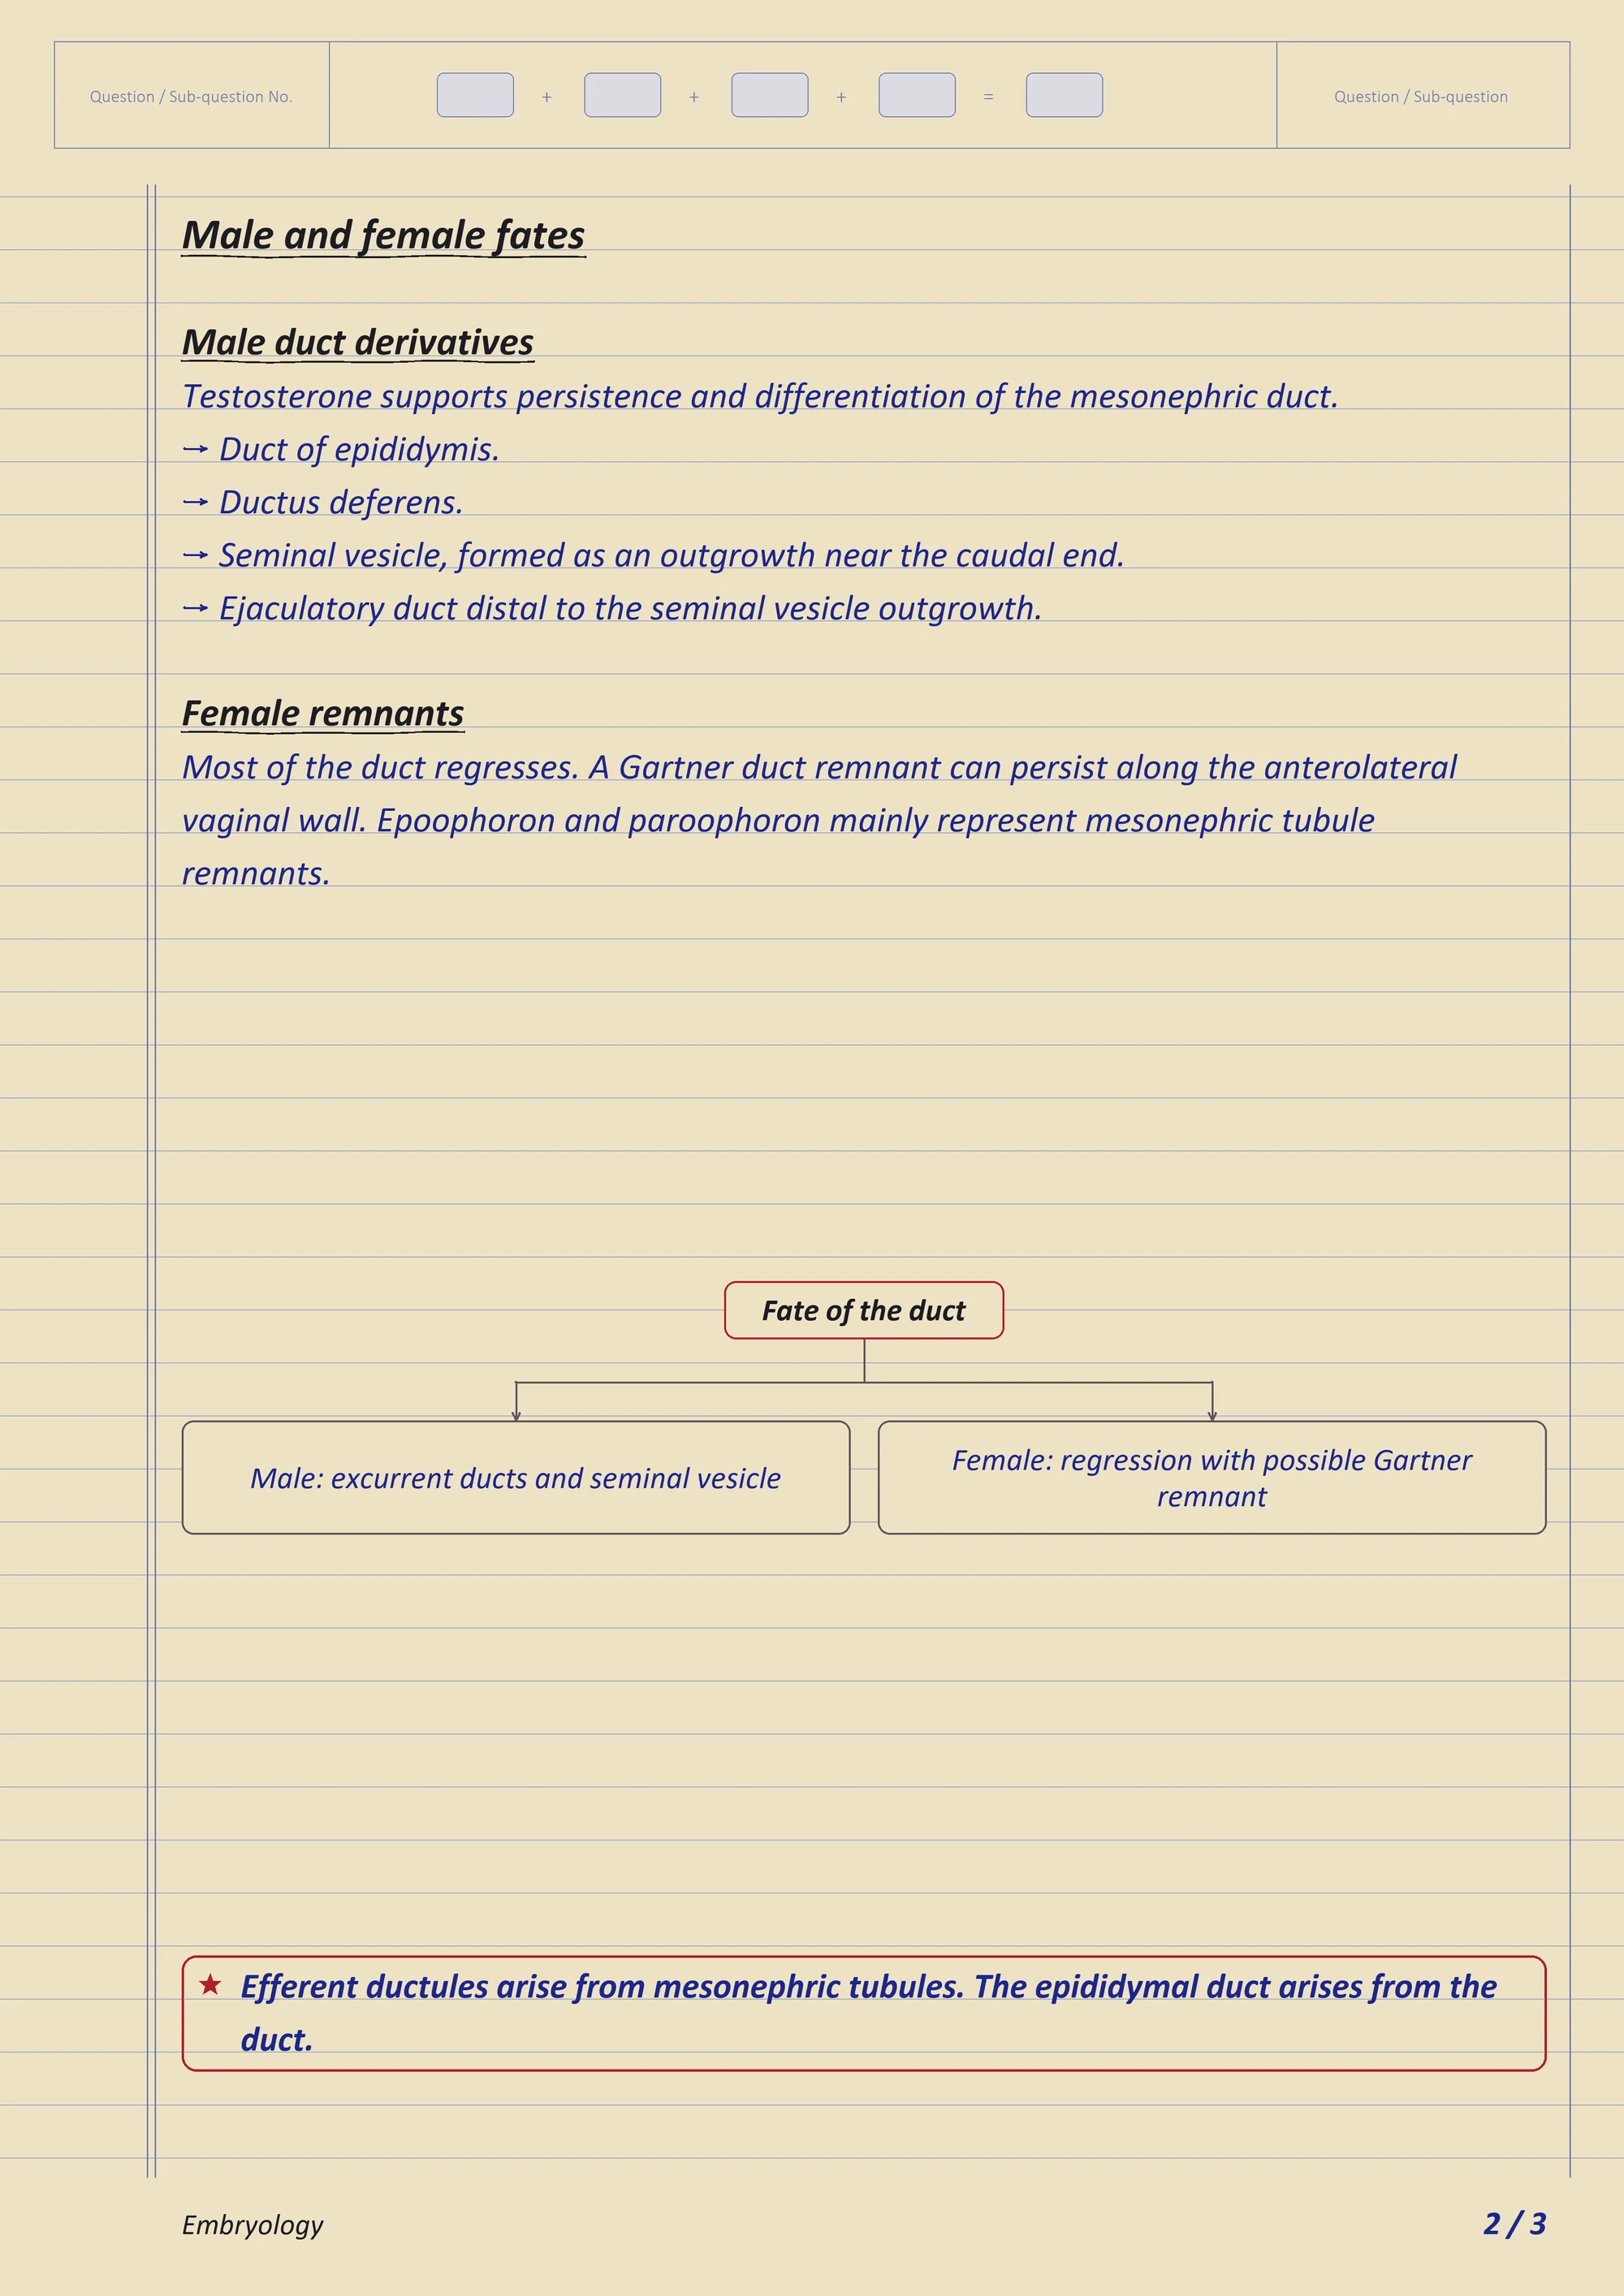 Question / Sub-question No.
+ + + =
Question / Sub-question
Male and female fates
Male duct derivatives
Testosterone supports persistence and differentiation of the mesonephric duct.
→ Duct of epididymis.
→ Ductus deferens.
→ Seminal vesicle, formed as an outgrowth near the caudal end.
→ Ejaculatory duct distal to the seminal vesicle outgrowth.
Female remnants
Most of the duct regresses. A Gartner duct remnant can persist along the anterolateral
vaginal wall. Epoophoron and paroophoron mainly represent mesonephric tubule
remnants.
Fate of the duct
Male: excurrent ducts and seminal vesicle
Female: regression with possible Gartner
remnant
★ Efferent ductules arise from mesonephric tubules. The epididymal duct arises from the
duct.
Embryology
2 / 3